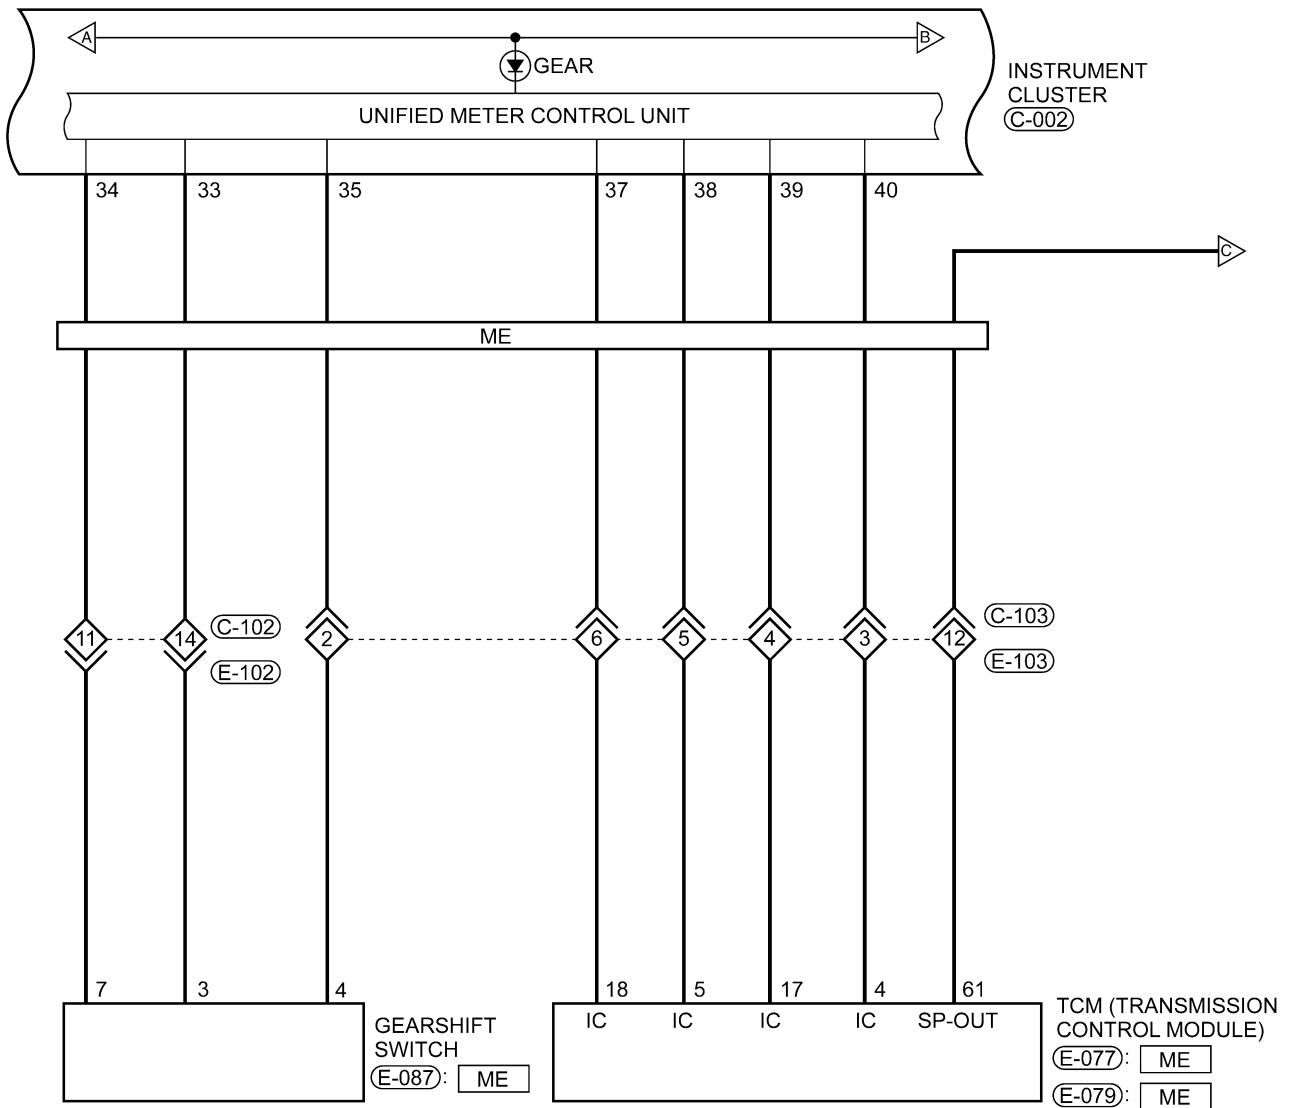 A
B
GEAR
UNIFIED METER CONTROL UNIT
INSTRUMENT
CLUSTER
C-002
34 33 35 37 38 39 40
C
ME
11 14 C-102 2 6 5 4 3 12 C-103
E-102 E-103
7 3 4 18 5 17 4 61
IC IC IC IC SP-OUT
GEARSHIFT
SWITCH
E-087: ME
TCM (TRANSMISSION
CONTROL MODULE)
E-077: ME
E-079: ME